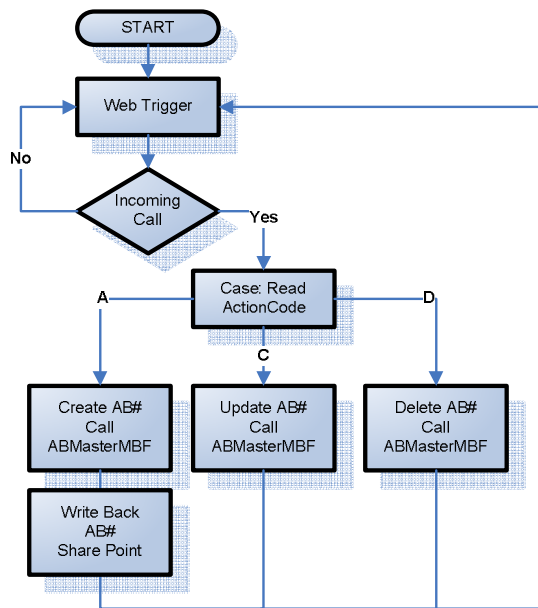 START
Web Trigger
No
Incoming
Call
Yes
Case: Read
ActionCode
A
D
C
Create AB#
Call
ABMasterMBF
Update AB#
Call
ABMasterMBF
Delete AB#
Call
ABMasterMBF
Write Back
AB#
Share Point